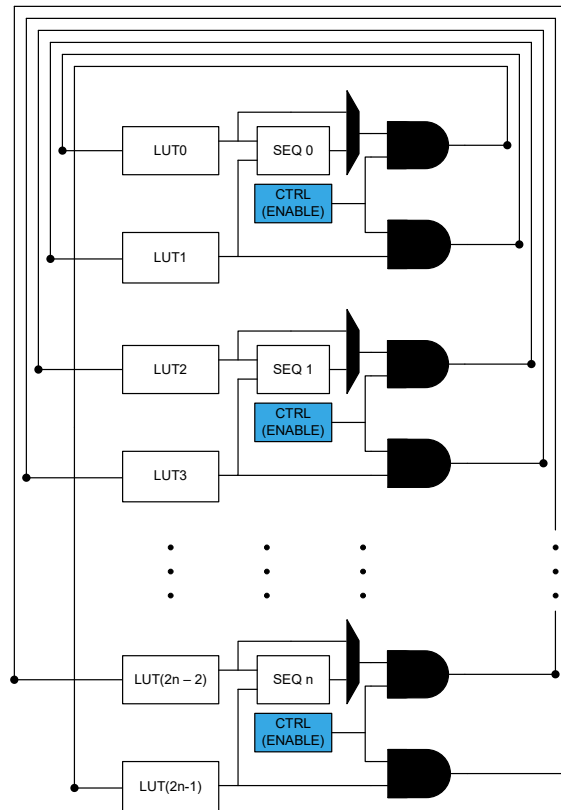 LUT0
SEQ 0
CTRL
(ENABLE)
LUT1
LUT2
SEQ 1
CTRL
(ENABLE)
LUT3
LUT(2n – 2)
SEQ n
CTRL
(ENABLE)
LUT(2n-1)